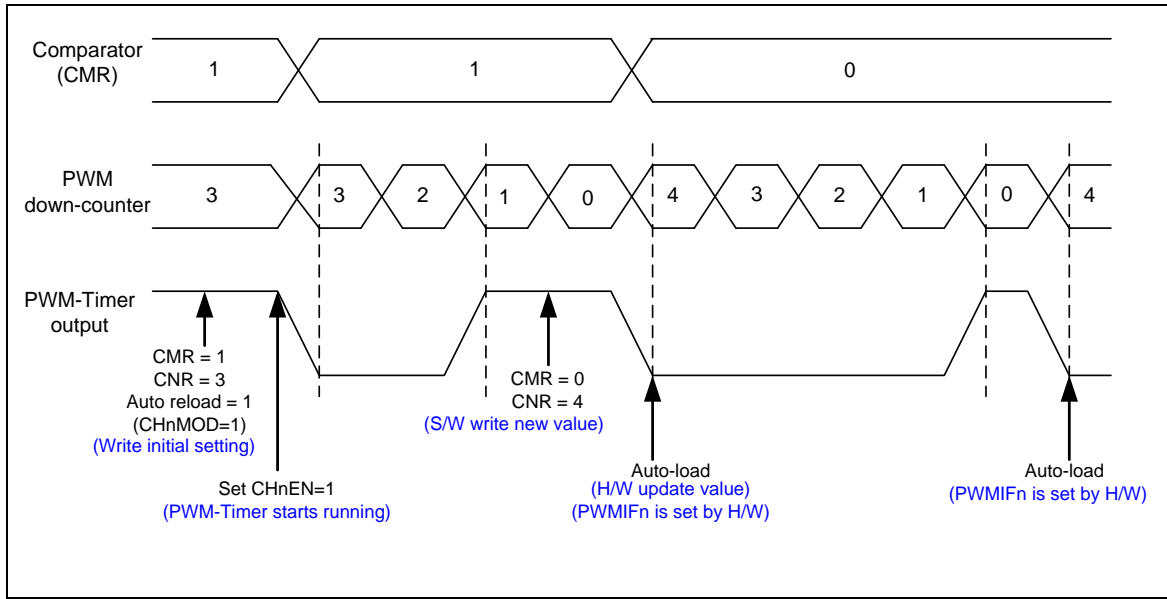 Comparator
(CMR)
1
1
0
PWM
down-counter
3
3
2
1
0
4
3
2
1
0
4
PWM-Timer
output
CMR = 1
CNR = 3
Auto reload = 1
(CHnMOD=1)
(Write initial setting)
Set CHnEN=1
(PWM-Timer starts running)
CMR = 0
CNR = 4
(S/W write new value)
Auto-load
(H/W update value)
(PWMIFn is set by H/W)
Auto-load
(PWMIFn is set by H/W)